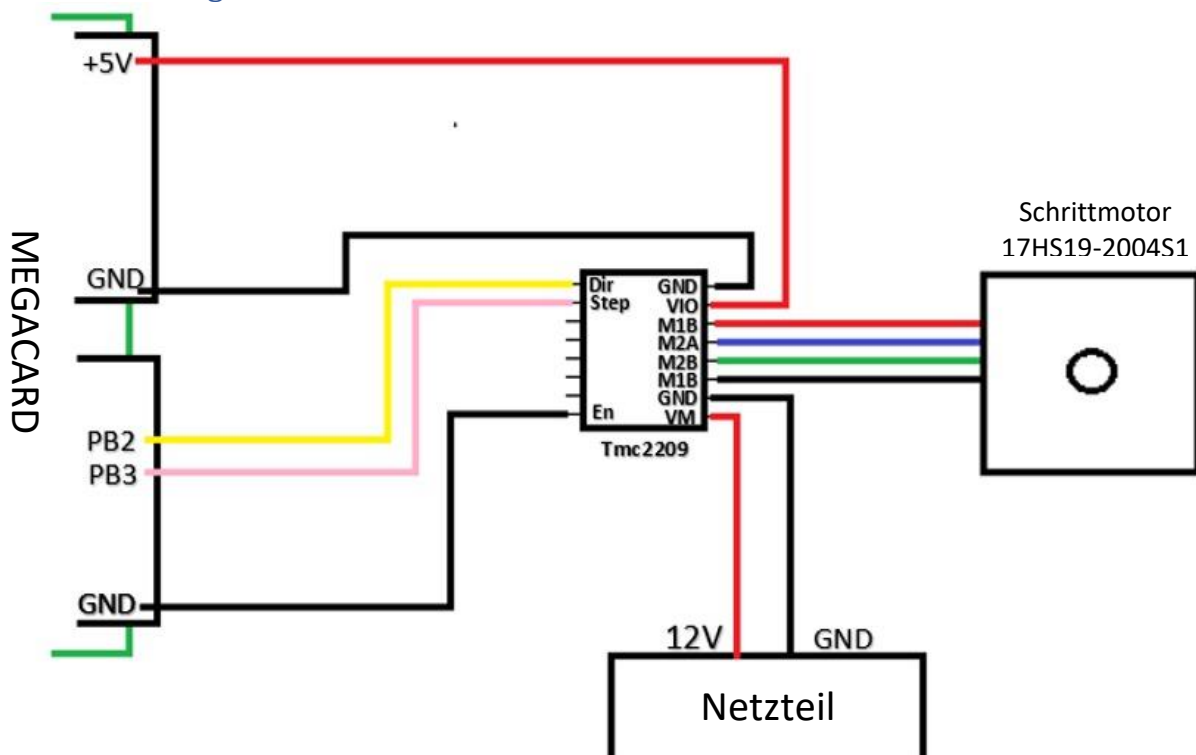 +5V
GND
MEGACARD
PB2
PB3
GND
Dir
Step
En
GND
VIO
M1B
M2A
M2B
M1B
GND
VM
Tmc2209
Schrittmotor
17HS19-2004S1
12V
GND
Netzteil